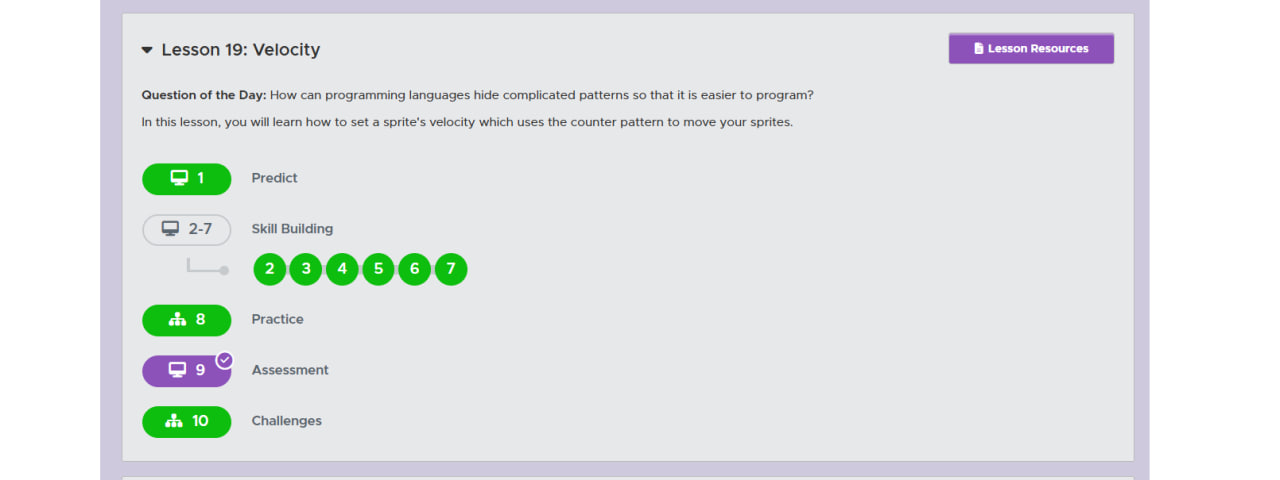 Lesson 19: Velocity
Lesson Resources
Question of the Day: How can programming languages hide complicated patterns so that it is easier to program?
In this lesson, you will learn how to set a sprite's velocity which uses the counter pattern to move your sprites.
1 Predict
2-7 Skill Building
2 3 4 5 6 7
8 Practice
9 Assessment
10 Challenges